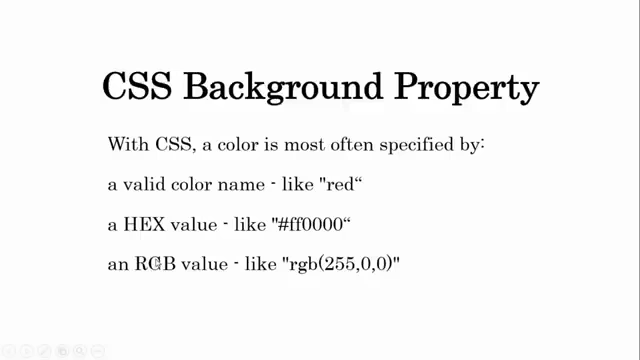 CSS Background Property
With CSS, a color is most often specified by:
a valid color name - like "red“
a HEX value - like "#ff0000“
an RGB value - like "rgb(255,0,0)"